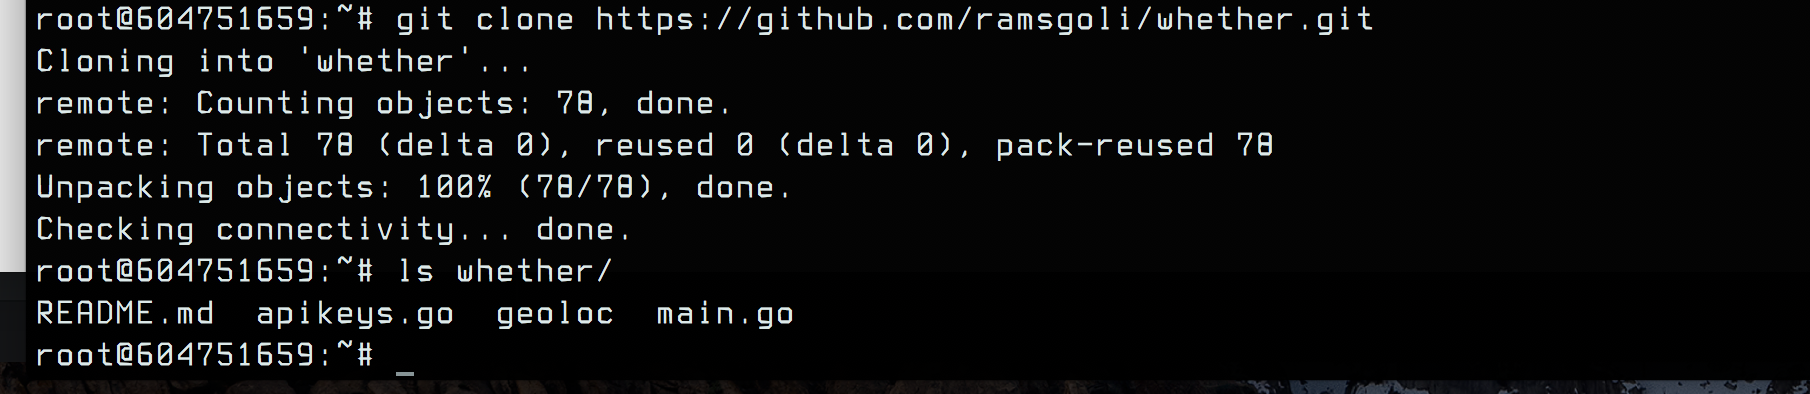 root@604751659:~# git clone https://github.com/ramsgoli/whether.git
Cloning into 'whether'...
remote: Counting objects: 78, done.
remote: Total 78 (delta 0), reused 0 (delta 0), pack-reused 78
Unpacking objects: 100% (78/78), done.
Checking connectivity... done.
root@604751659:~# ls whether/
README.md  apikeys.go  geoloc  main.go
root@604751659:~# _